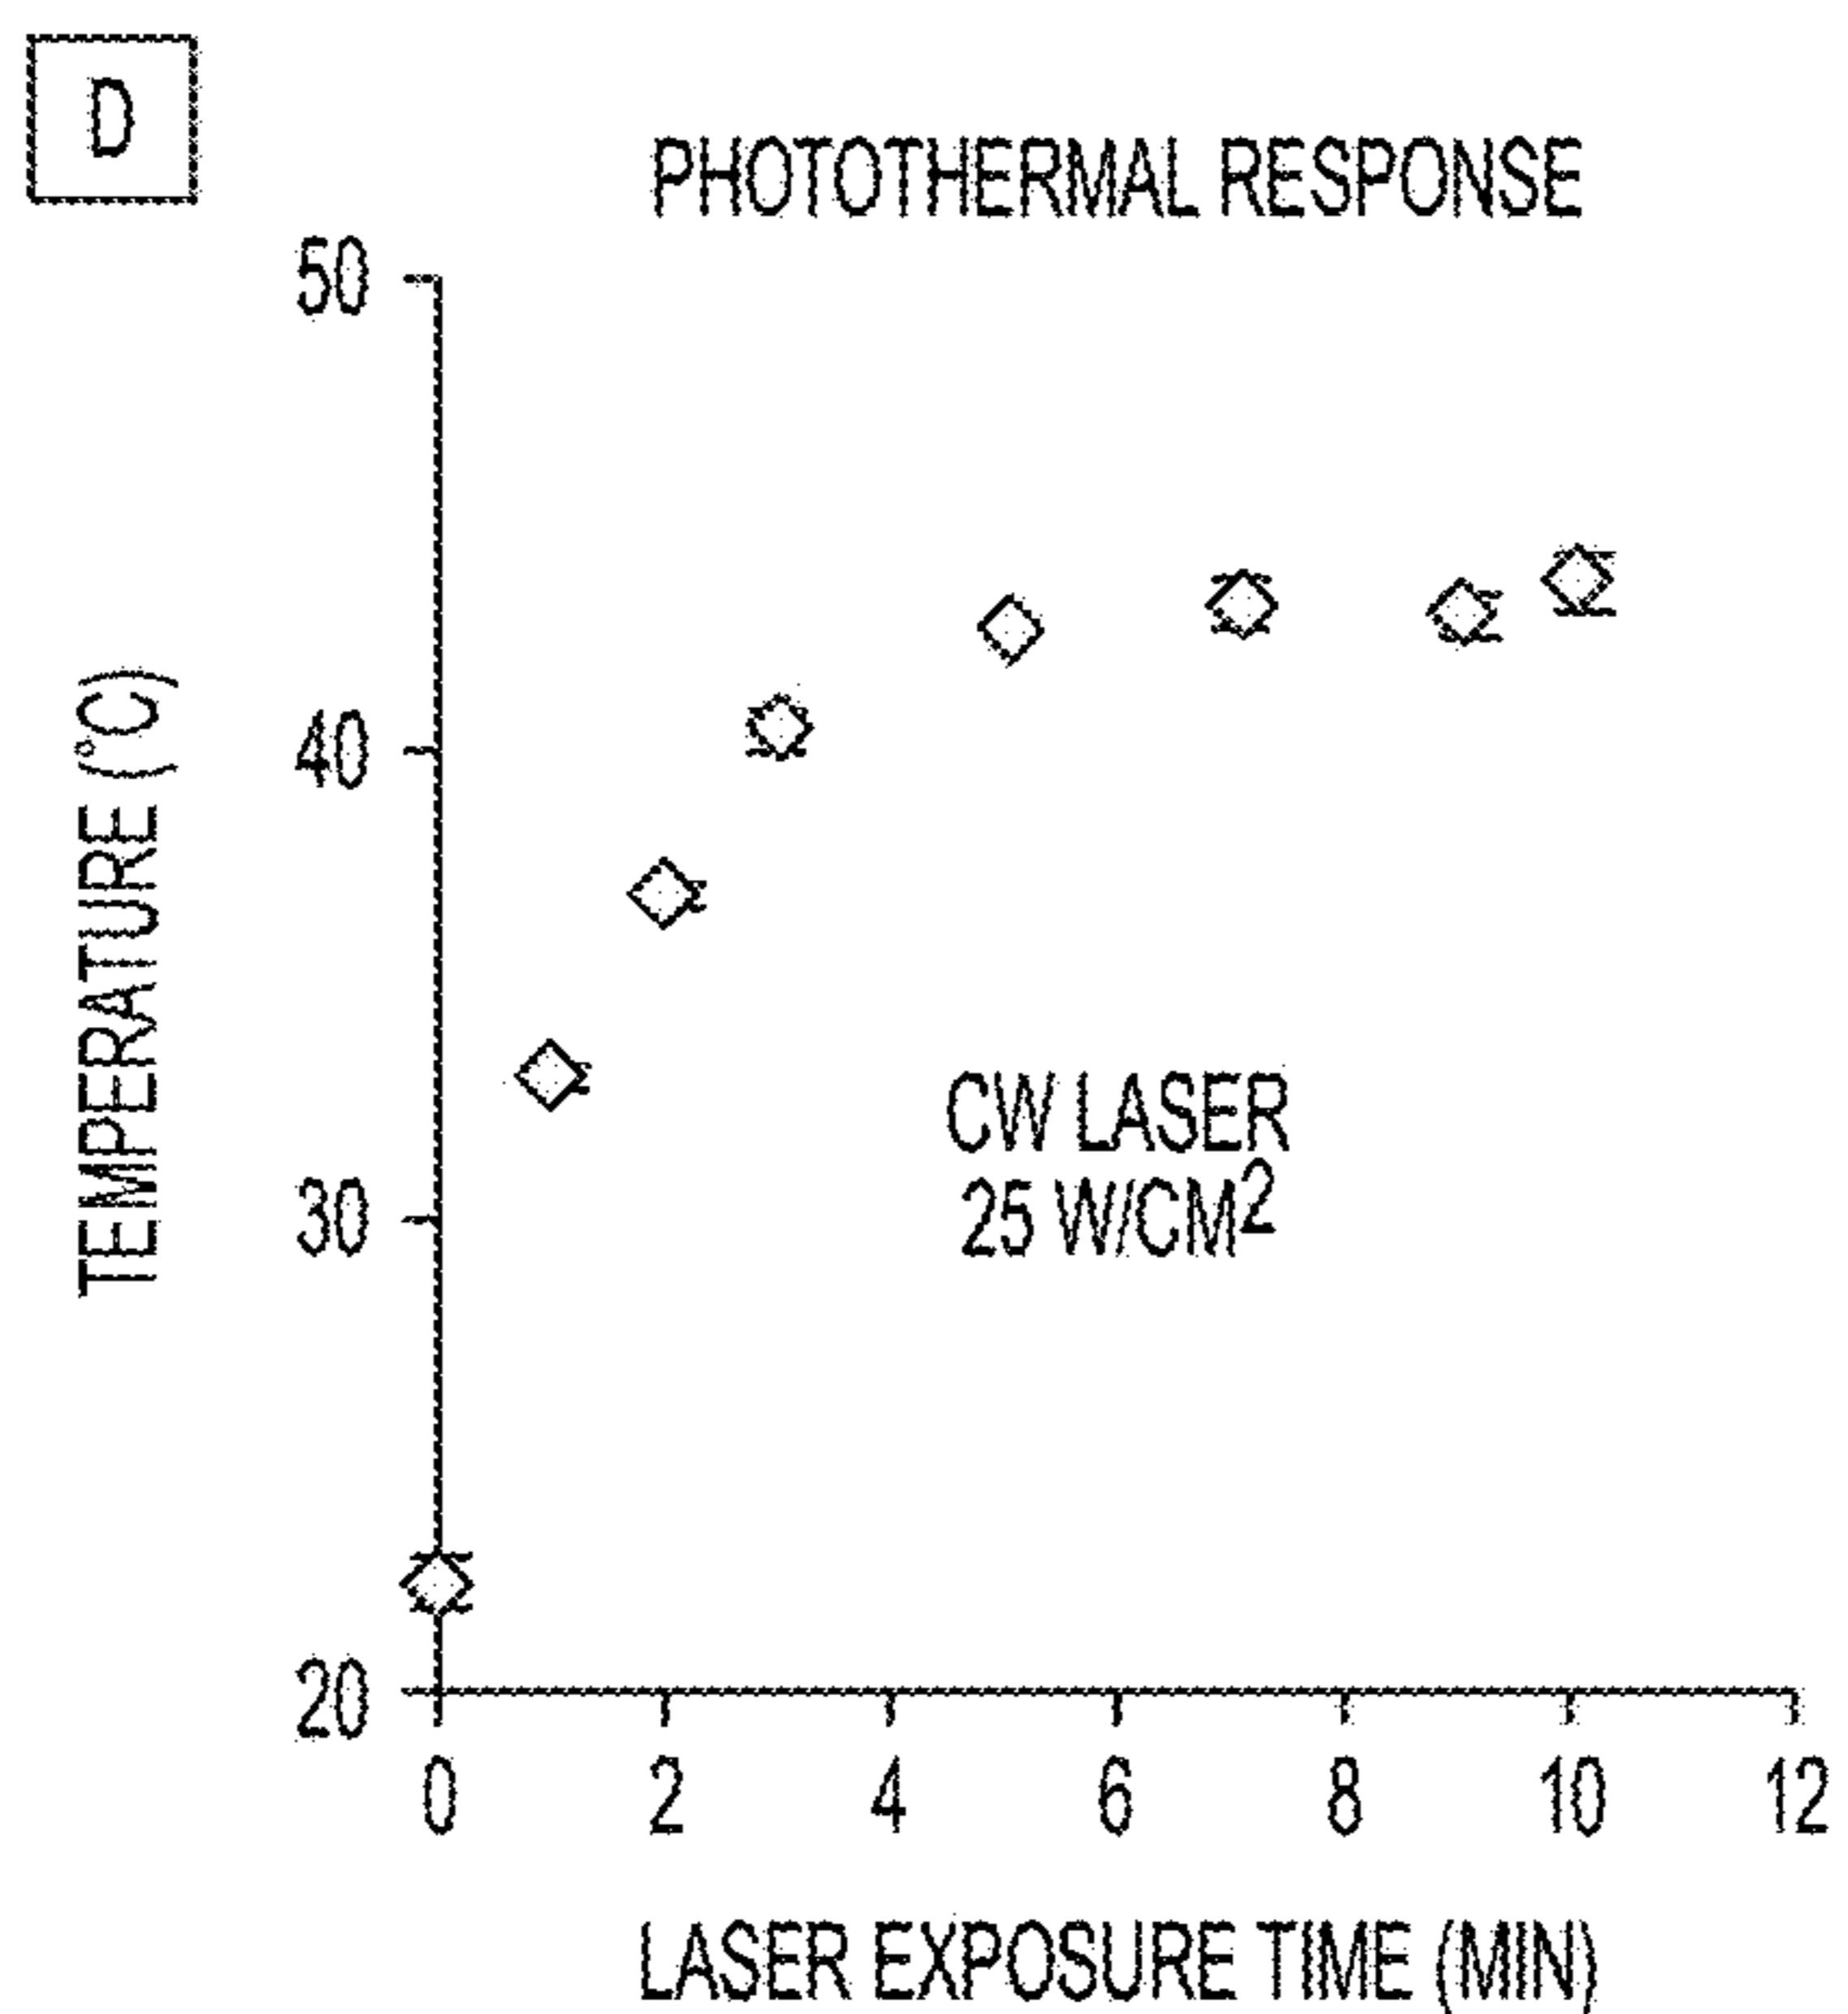 D
PHOTOTHERMAL RESPONSE
50
40
30
20
TEMPERATURE (°C)
CW LASER
25 W/CM²
0 2 4 6 8 10 12
LASER EXPOSURE TIME (MIN)